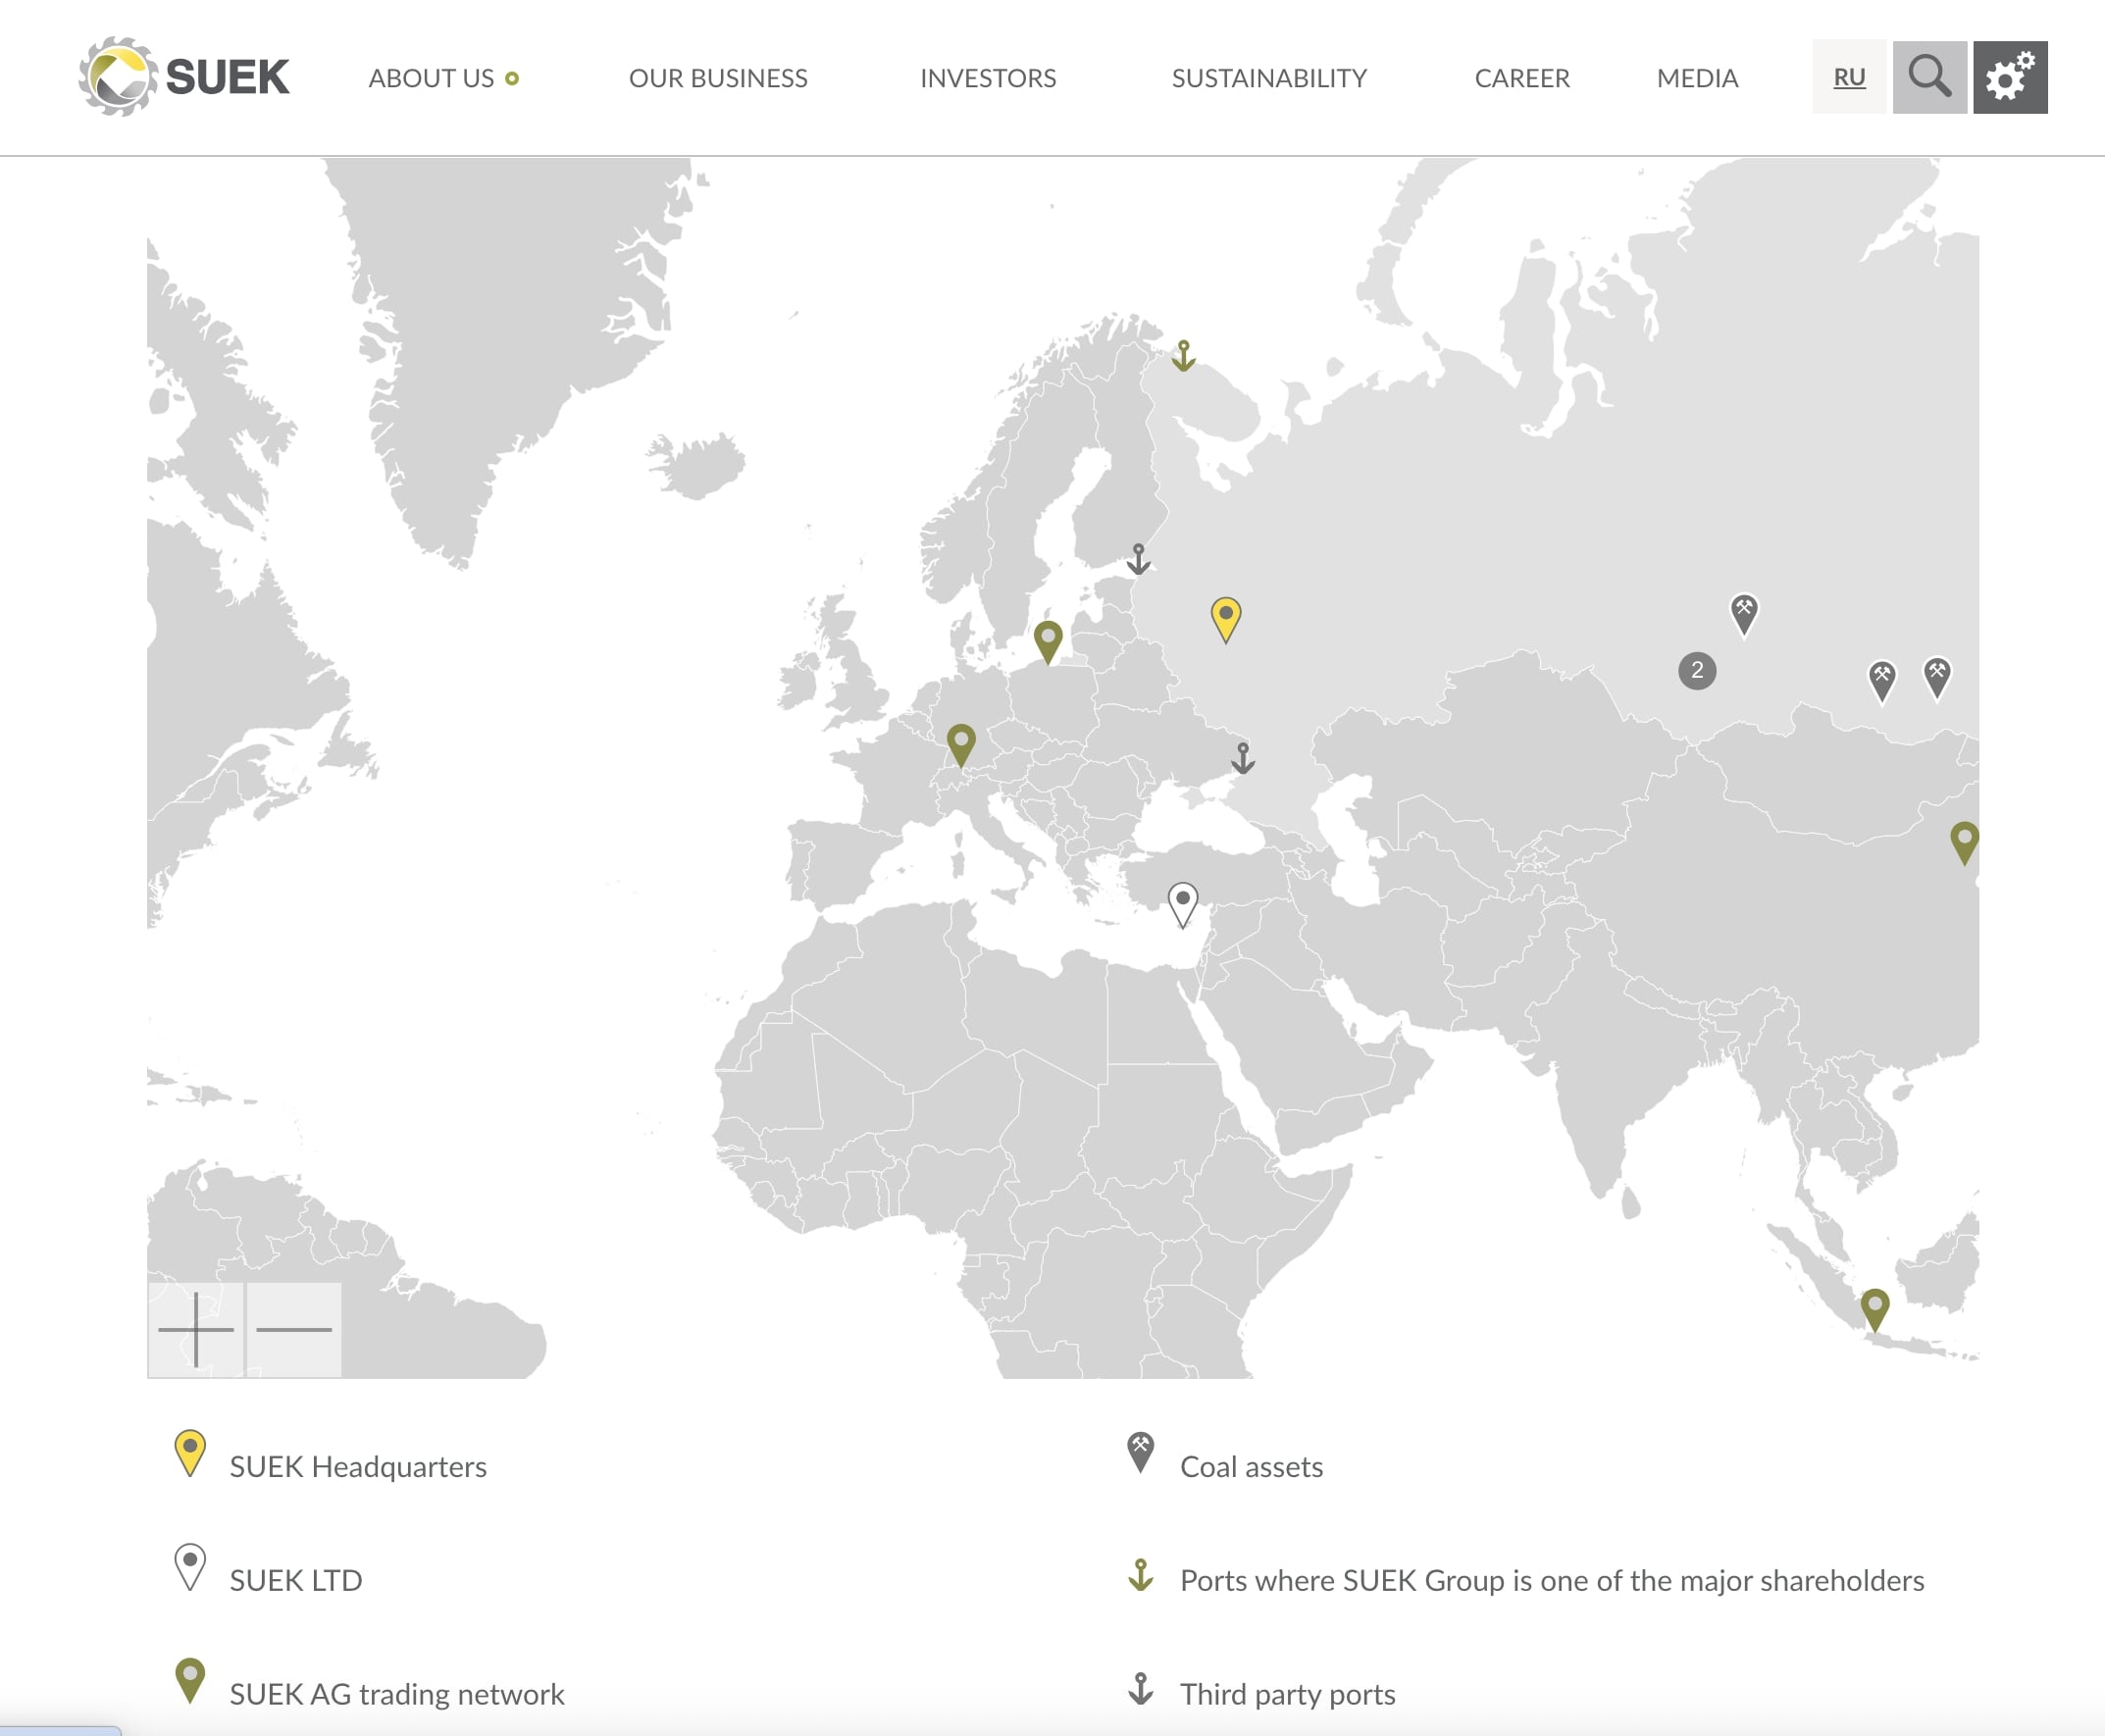 SUEK
ABOUT US
OUR BUSINESS
INVESTORS
SUSTAINABILITY
CAREER
MEDIA
RU
2
SUEK Headquarters
Coal assets
SUEK LTD
Ports where SUEK Group is one of the major shareholders
SUEK AG trading network
Third party ports